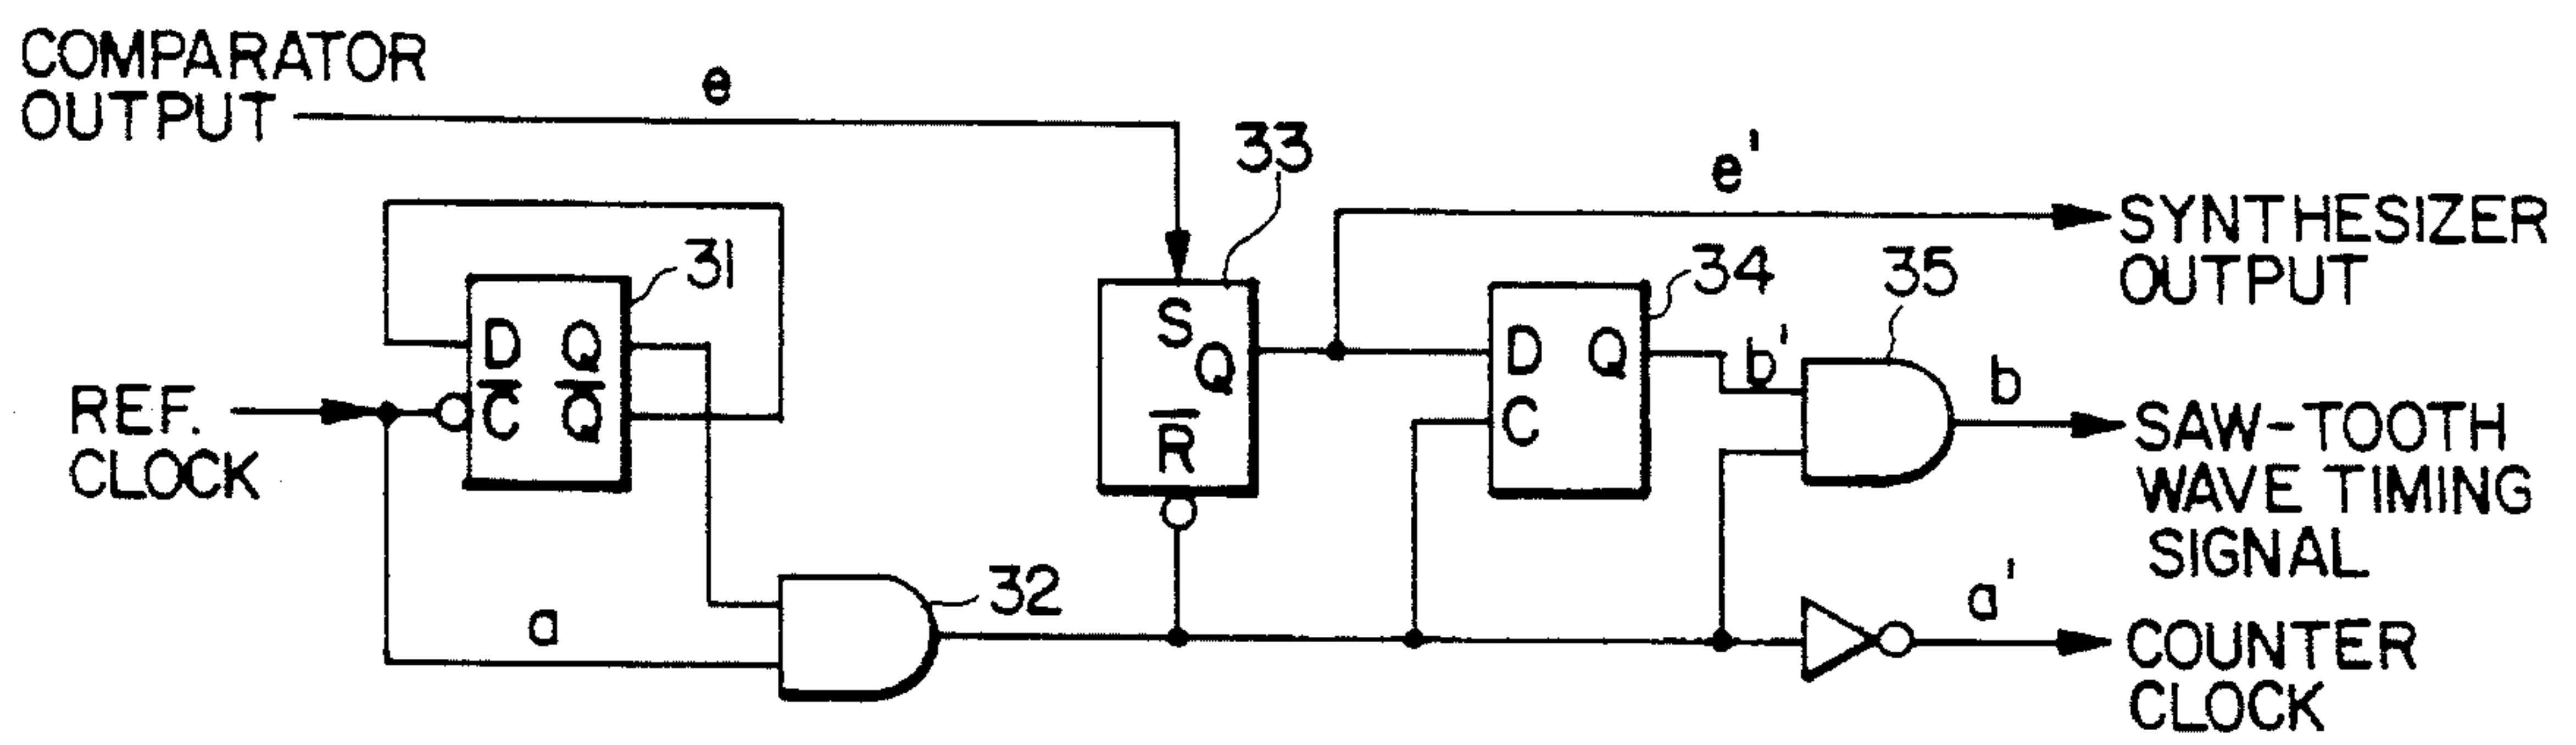 COMPARATOR
OUTPUT
e
33
e'
SYNTHESIZER
OUTPUT
31
34
35
D Q
C̅ Q̅
S
Q
R̅
D Q
C
b'
b
REF.
CLOCK
SAW-TOOTH
WAVE TIMING
SIGNAL
a
32
a'
COUNTER
CLOCK